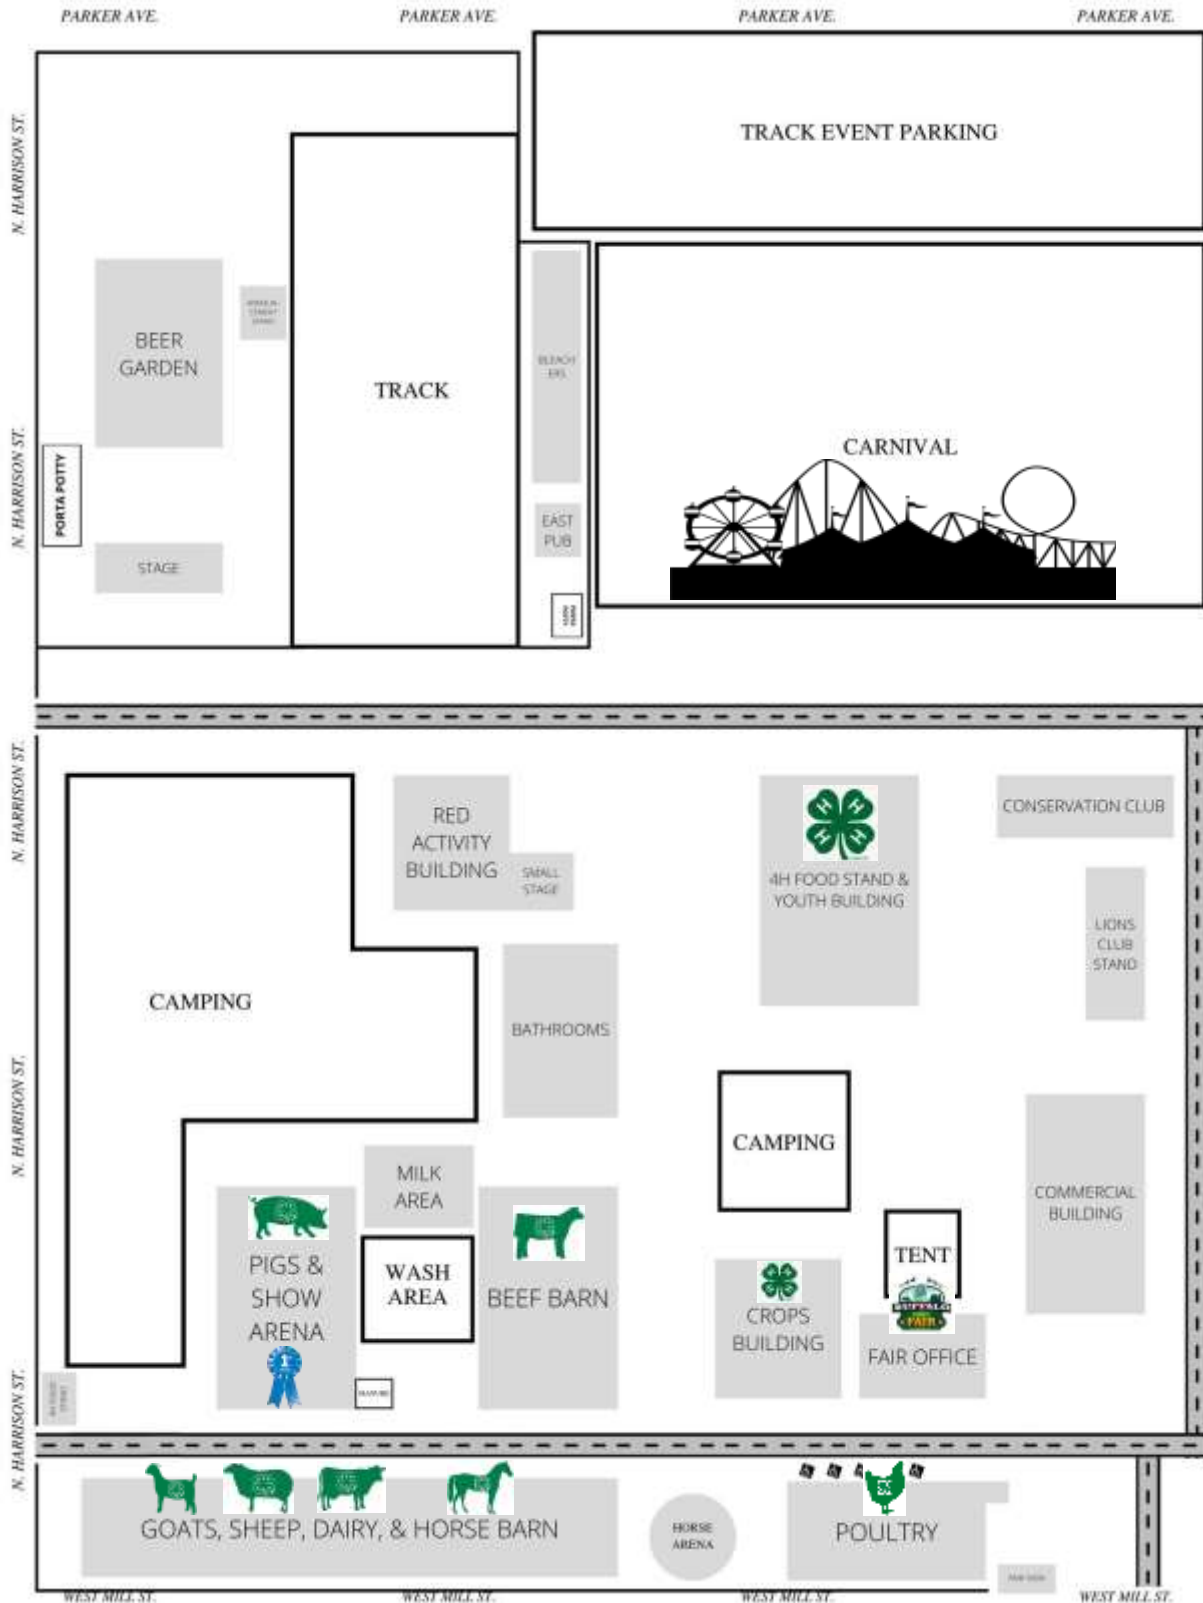 PARKER AVE.
PARKER AVE.
PARKER AVE.
PARKER AVE.
N. HARRISON ST.
TRACK EVENT PARKING
BEER
GARDEN
TRACK
BLEACH
ERS
CARNIVAL
N. HARRISON ST.
PORTA POTTY
EAST
PUB
STAGE
N. HARRISON ST.
RED
ACTIVITY
BUILDING
SMALL
STAGE
H H
H H
4H FOOD STAND &
YOUTH BUILDING
CONSERVATION CLUB
LIONS
CLUB
STAND
CAMPING
BATHROOMS
N. HARRISON ST.
CAMPING
MILK
AREA
COMMERCIAL
BUILDING
PIGS &
SHOW
ARENA
1
WASH
AREA
BEEF BARN
TENT
CROPS
BUILDING
FAIR
FAIR OFFICE
N. HARRISON ST.
GOATS, SHEEP, DAIRY, & HORSE BARN
HORSE
ARENA
POULTRY
WEST MILL ST.
WEST MILL ST.
WEST MILL ST.
WEST MILL ST.